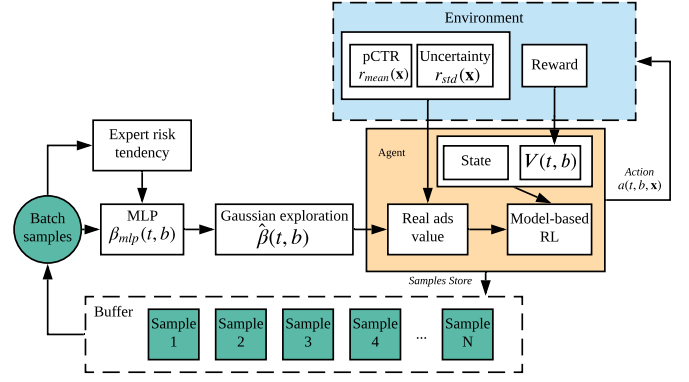 Environment
pCTR
r_mean(x)
Uncertainty
r_std(x)
Reward
Expert risk
tendency
Agent
State
V(t, b)
Action
a(t, b, x)
Batch
samples
MLP
β_mlp(t, b)
Gaussian exploration
β̂(t, b)
Real ads
value
Model-based
RL
Samples Store
Buffer
Sample
1
Sample
2
Sample
3
Sample
4
...
Sample
N